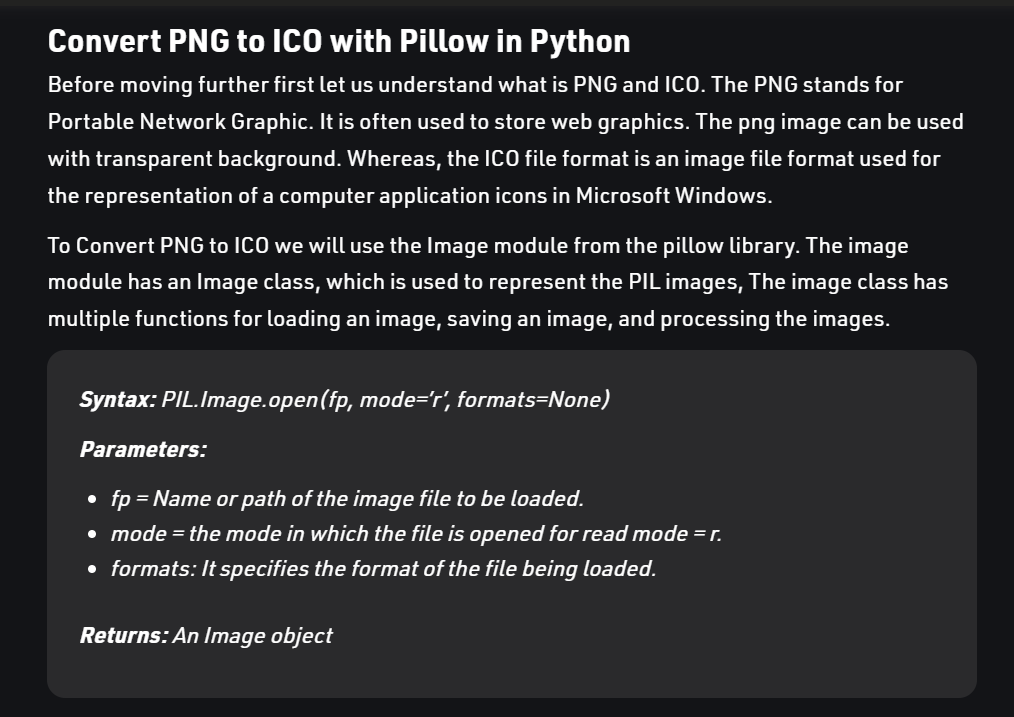 Convert PNG to ICO with Pillow in Python
Before moving further first let us understand what is PNG and ICO. The PNG stands for
Portable Network Graphic. It is often used to store web graphics. The png image can be used
with transparent background. Whereas, the ICO file format is an image file format used for
the representation of a computer application icons in Microsoft Windows.
To Convert PNG to ICO we will use the Image module from the pillow library. The image
module has an Image class, which is used to represent the PIL images, The image class has
multiple functions for loading an image, saving an image, and processing the images.
Syntax: PIL.Image.open(fp, mode=’r’, formats=None)
Parameters:
• fp = Name or path of the image file to be loaded.
• mode = the mode in which the file is opened for read mode = r.
• formats: It specifies the format of the file being loaded.
Returns: An Image object